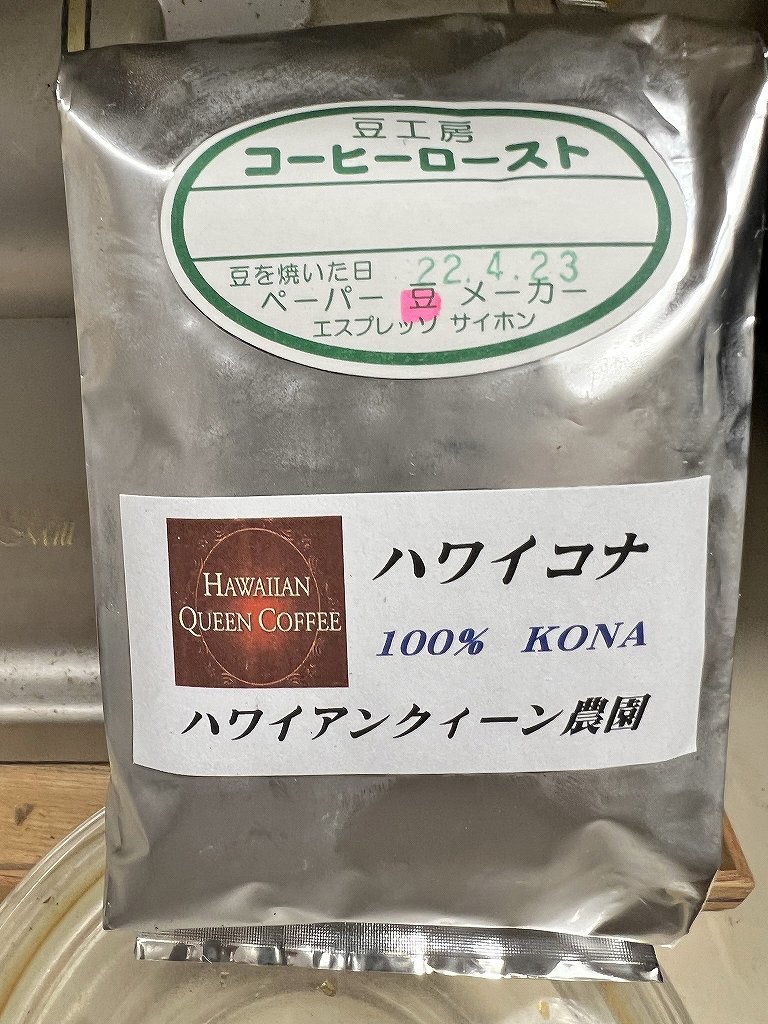 豆工房
コーヒーロースト
豆を焼いた日 22.4.23
ペーパー 豆 メーカー
エスプレッソ サイホン
HAWAIIAN
QUEEN COFFEE
ハワイコナ
100% KONA
ハワイアンクィーン農園
Mill